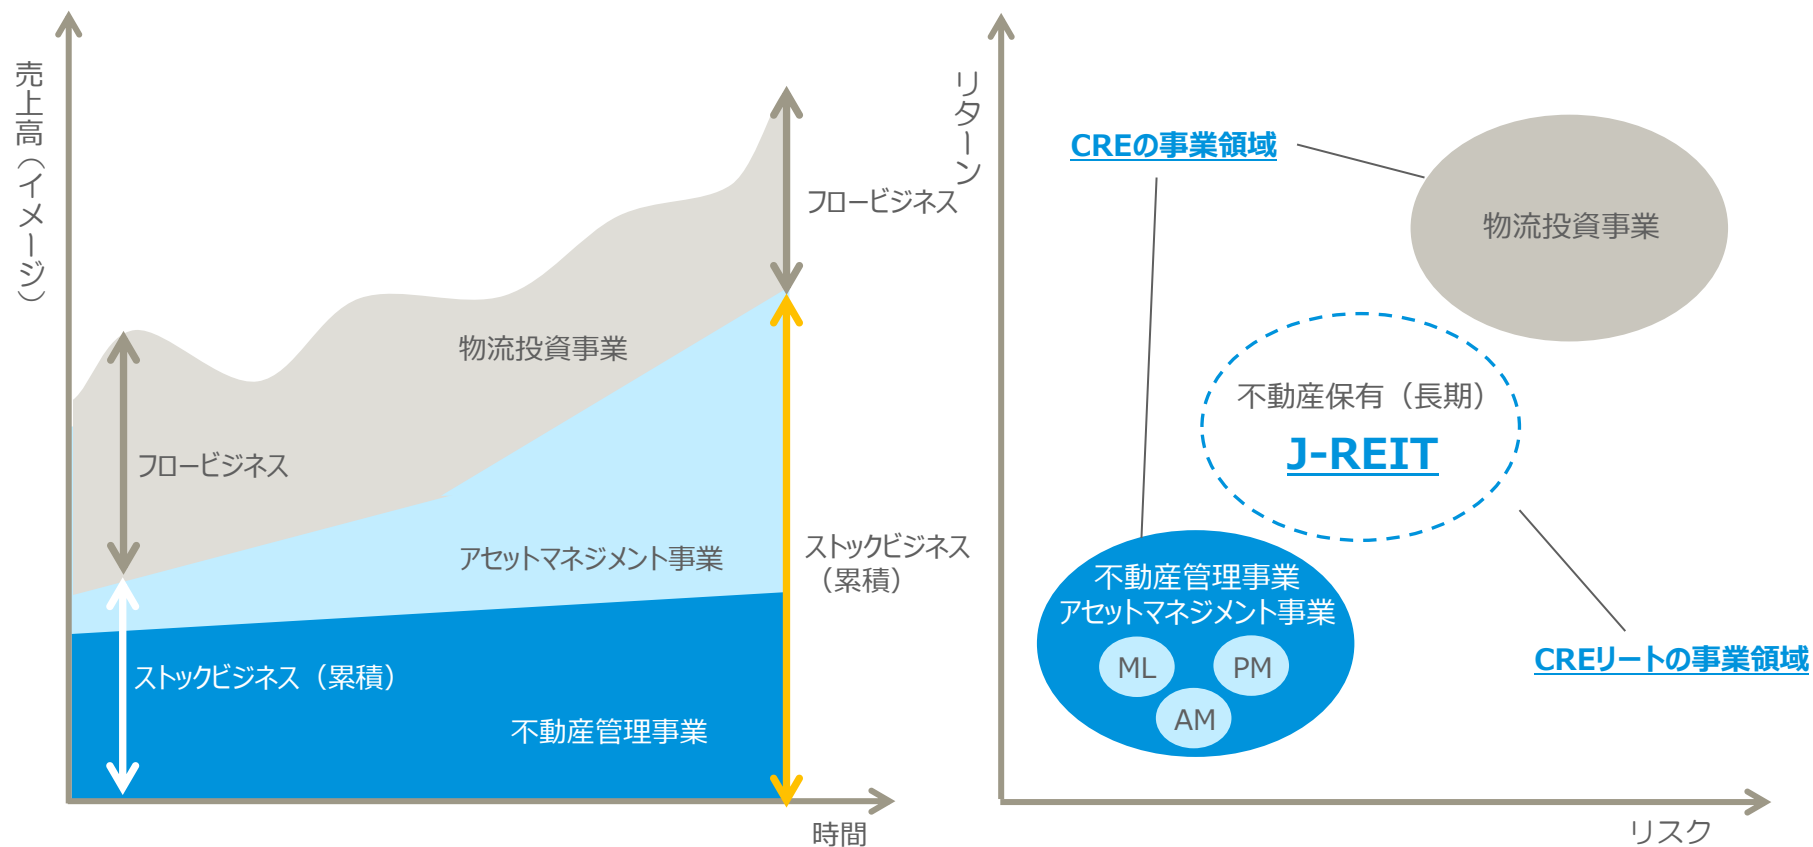 売上高（イメージ）
フロービジネス
物流投資事業
フロービジネス
アセットマネジメント事業
ストックビジネス
（累積）
ストックビジネス（累積）
不動産管理事業
時間
リターン
CREの事業領域
物流投資事業
不動産保有（長期）
J-REIT
不動産管理事業
アセットマネジメント事業
ML
PM
AM
CREリートの事業領域
リスク